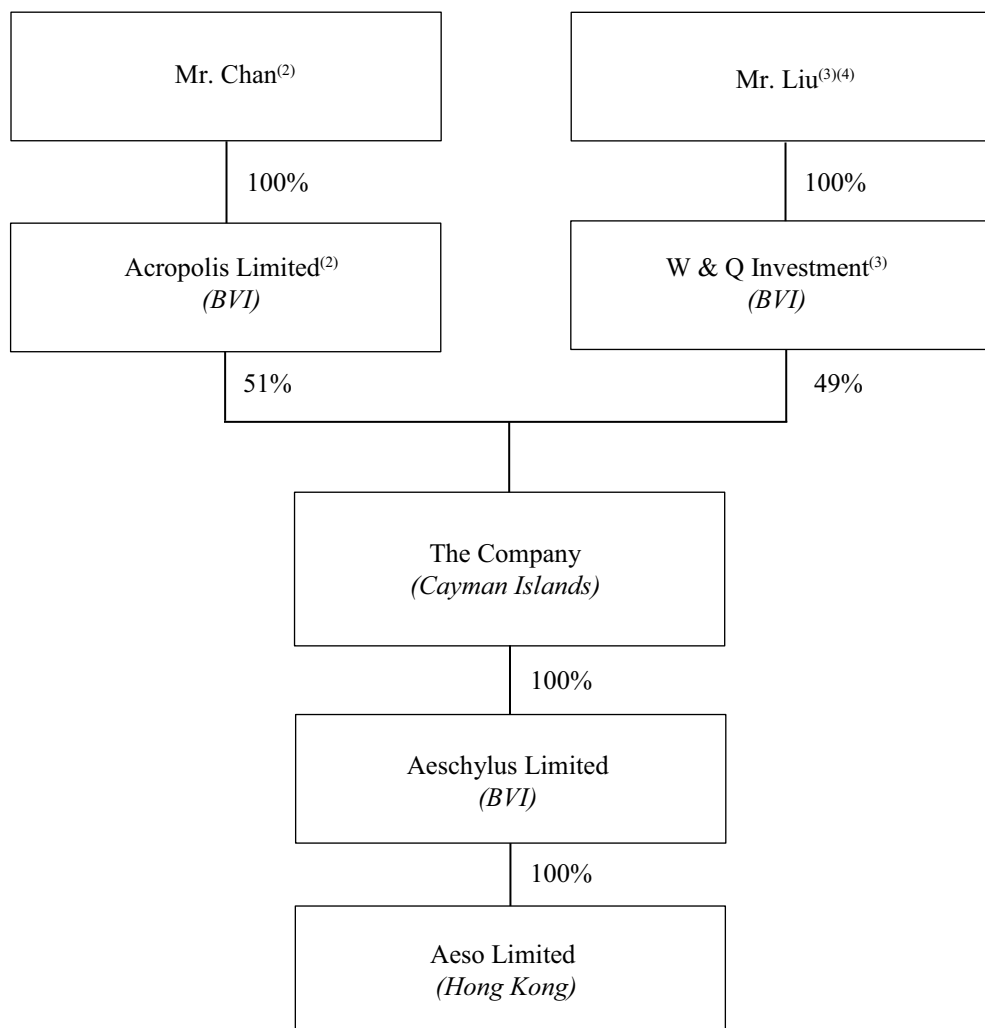 Mr. Chan(2)
Mr. Liu(3)(4)
100%
100%
Acropolis Limited(2)
(BVI)
W & Q Investment(3)
(BVI)
51%
49%
The Company
(Cayman Islands)
100%
Aeschylus Limited
(BVI)
100%
Aeso Limited
(Hong Kong)